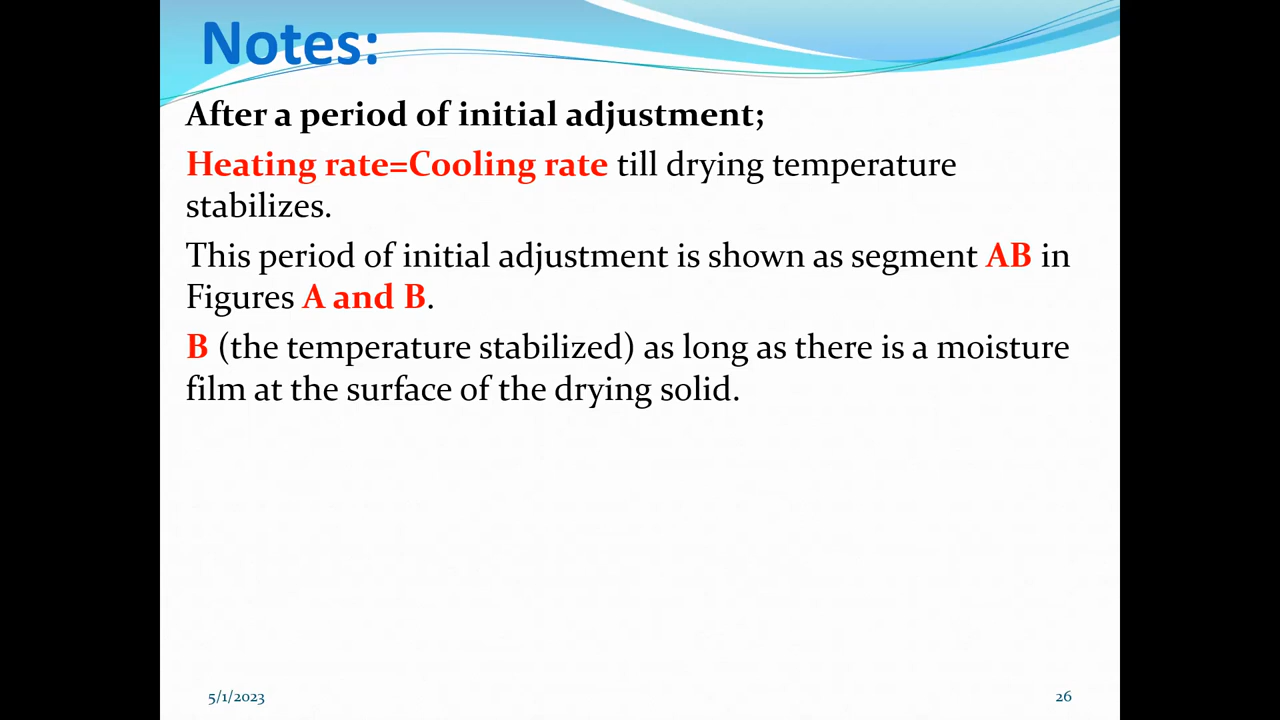 Notes:
After a period of initial adjustment;
Heating rate=Cooling rate till drying temperature
stabilizes.
This period of initial adjustment is shown as segment AB in
Figures A and B.
B (the temperature stabilized) as long as there is a moisture
film at the surface of the drying solid.
5/1/2023
26